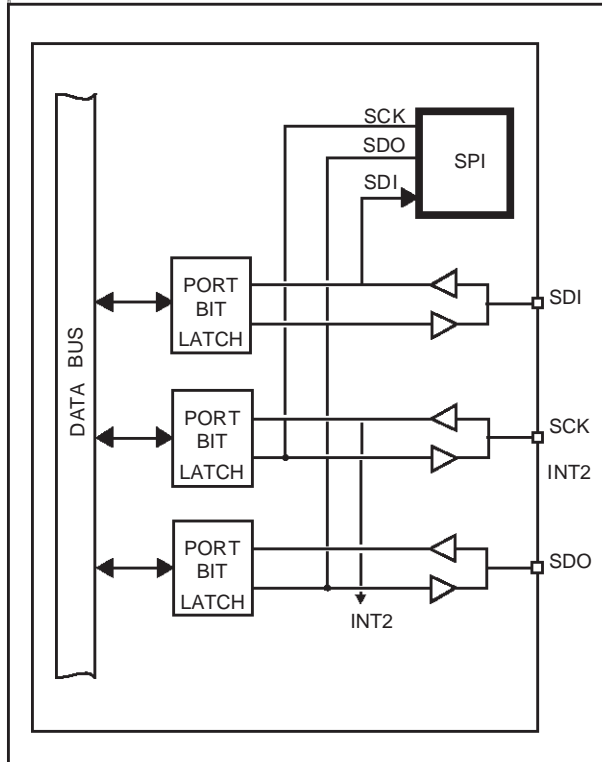 SCK
SDO
SDI
SPI
PORT
BIT
LATCH
SDI
DATA BUS
PORT
BIT
LATCH
SCK
INT2
PORT
BIT
LATCH
SDO
INT2